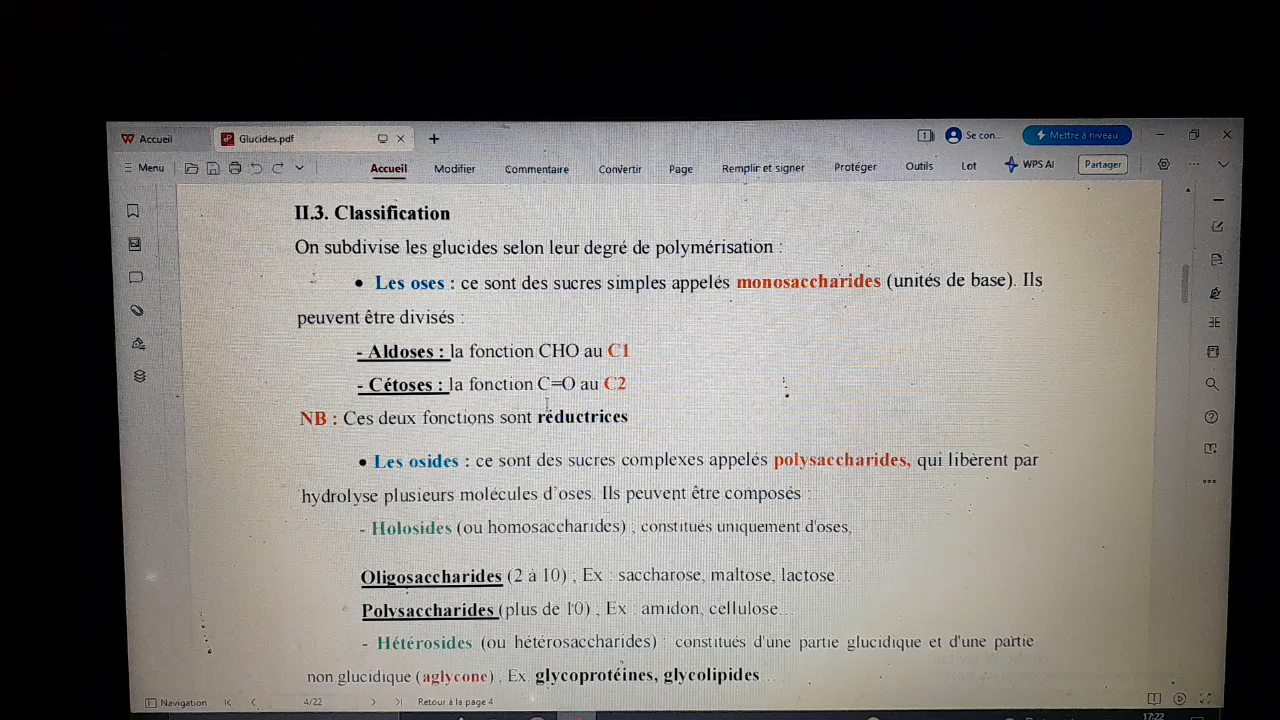 Accueil Glucides.pdf Se con... Mettre à niveau
Menu Accueil Modifier Commentaire Convertir Page Remplir et signer Protéger Outils Lot WPS AI Partager
II.3. Classification
On subdivise les glucides selon leur degré de polymérisation :
• Les oses : ce sont des sucres simples appelés monosaccharides (unités de base). Ils
peuvent être divisés :
- Aldoses : la fonction CHO au C1
- Cétoses : la fonction C=O au C2
NB : Ces deux fonctions sont réductrices
• Les osides : ce sont des sucres complexes appelés polysaccharides, qui libèrent par
hydrolyse plusieurs molécules d'oses. Ils peuvent être composés :
- Holosides (ou homosaccharides) ; constitués uniquement d'oses,
Oligosaccharides (2 à 10) ; Ex : saccharose, maltose, lactose...
Polysaccharides (plus de 10) ; Ex : amidon, cellulose...
- Hétérosides (ou hétérosaccharides) : constitués d'une partie glucidique et d'une partie
non glucidique (aglycone) ; Ex. glycoprotéines, glycolipides ...
Navigation 4/22 Retour à la page 4
17:22